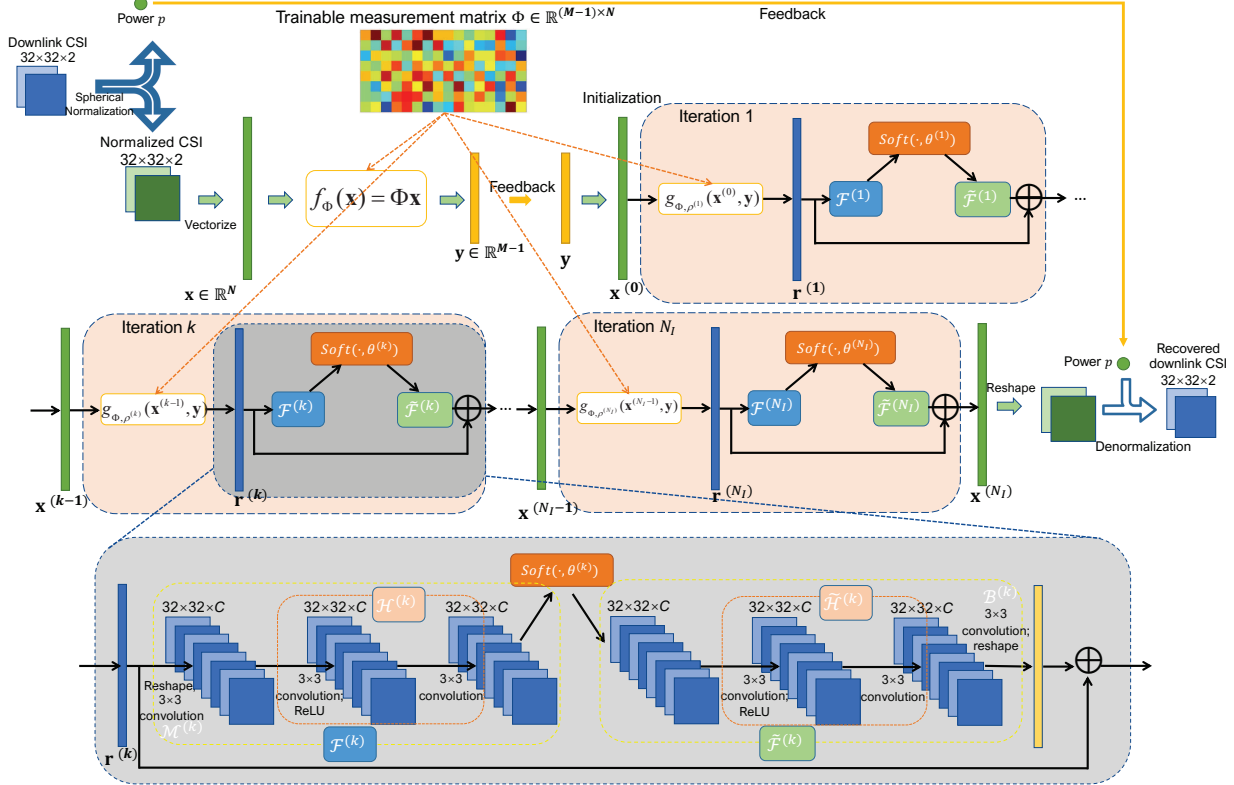 Power p
Trainable measurement matrix Φ ∈ ℝ^{(M−1)×N}
Feedback
Downlink CSI
32×32×2
Spherical
Normalization
Normalized CSI
32×32×2
Vectorize
x ∈ ℝ^N
f_Φ(x) = Φx
y ∈ ℝ^{M−1}
Feedback
y
Initialization
x^{(0)}
Iteration 1
g_{Φ,ρ^{(1)}}(x^{(0)}, y)
r^{(1)}
Soft(·, θ^{(1)})
ℱ^{(1)}
ℱ̃^{(1)}
...
x^{(k−1)}
Iteration k
g_{Φ,ρ^{(k)}}(x^{(k−1)}, y)
r^{(k)}
Soft(·, θ^{(k)})
ℱ^{(k)}
ℱ̃^{(k)}
...
x^{(N_I−1)}
Iteration N_I
g_{Φ,ρ^{(N_I)}}(x^{(N_I−1)}, y)
r^{(N_I)}
Soft(·, θ^{(N_I)})
ℱ^{(N_I)}
ℱ̃^{(N_I)}
x^{(N_I)}
Reshape
Power p
Recovered
downlink CSI
32×32×2
Denormalization
r^{(k)}
32×32×C
Reshape;
3×3
convolution
ℳ^{(k)}
32×32×C
ℋ^{(k)}
3×3
convolution;
ReLU
32×32×C
3×3
convolution
ℱ^{(k)}
Soft(·, θ^{(k)})
32×32×C
32×32×C
ℋ̃^{(k)}
3×3
convolution;
ReLU
32×32×C
3×3
convolution
ℱ̃^{(k)}
ℬ^{(k)}
3×3
convolution;
reshape